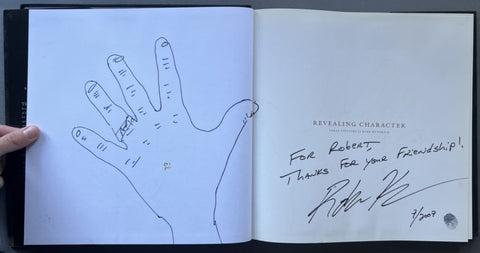 REVEALING CHARACTER
FOR ROBERT,
THANKS FOR YOUR FRIENDSHIP!
7/2007